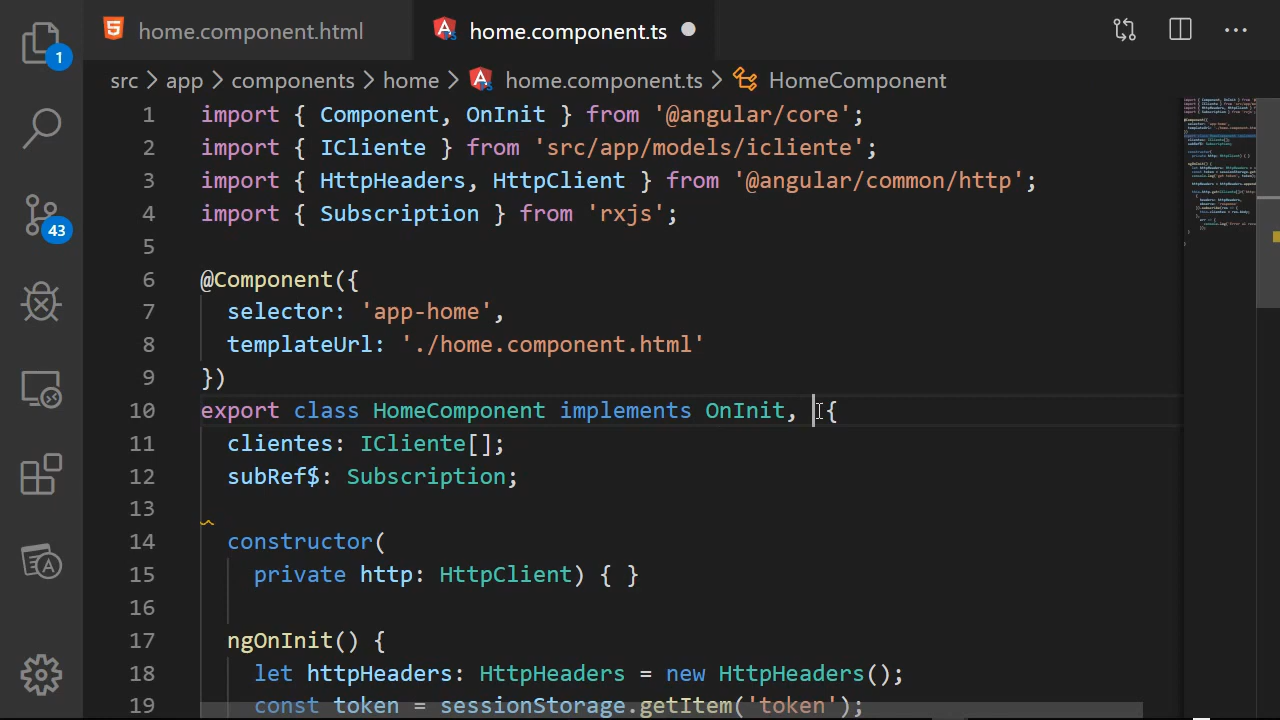 home.component.html
home.component.ts
1
src > app > components > home > home.component.ts > HomeComponent
1 import { Component, OnInit } from '@angular/core';
2 import { ICliente } from 'src/app/models/icliente';
3 import { HttpHeaders, HttpClient } from '@angular/common/http';
4 import { Subscription } from 'rxjs';
43
5
6 @Component({
7 selector: 'app-home',
8 templateUrl: './home.component.html'
9 })
10 export class HomeComponent implements OnInit, {
11 clientes: ICliente[];
12 subRef$: Subscription;
13
14 constructor(
15 private http: HttpClient) { }
16
17 ngOnInit() {
18 let httpHeaders: HttpHeaders = new HttpHeaders();
19 const token = sessionStorage.getItem('token');